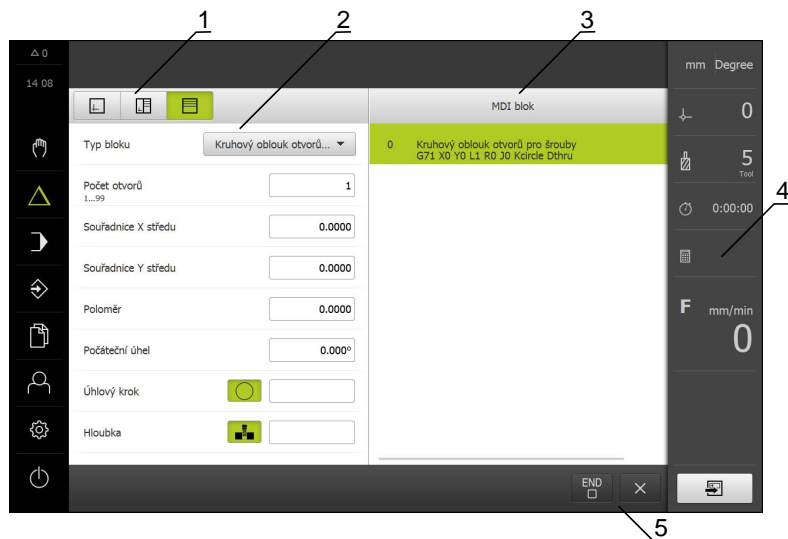 1
2
3
0
14 08
mm Degree
MDI blok
0
Typ bloku
Kruhový oblouk otvorů...
0 Kruhový oblouk otvorů pro šrouby
G71 X0 Y0 L1 R0 J0 Kcircle Dthru
5
Tool
Počet otvorů
1
1...99
4
0:00:00
Souřadnice X středu
0.0000
Souřadnice Y středu
0.0000
Poloměr
0.0000
F mm/min
0
Počáteční úhel
0.000°
Úhlový krok
Hloubka
END
5